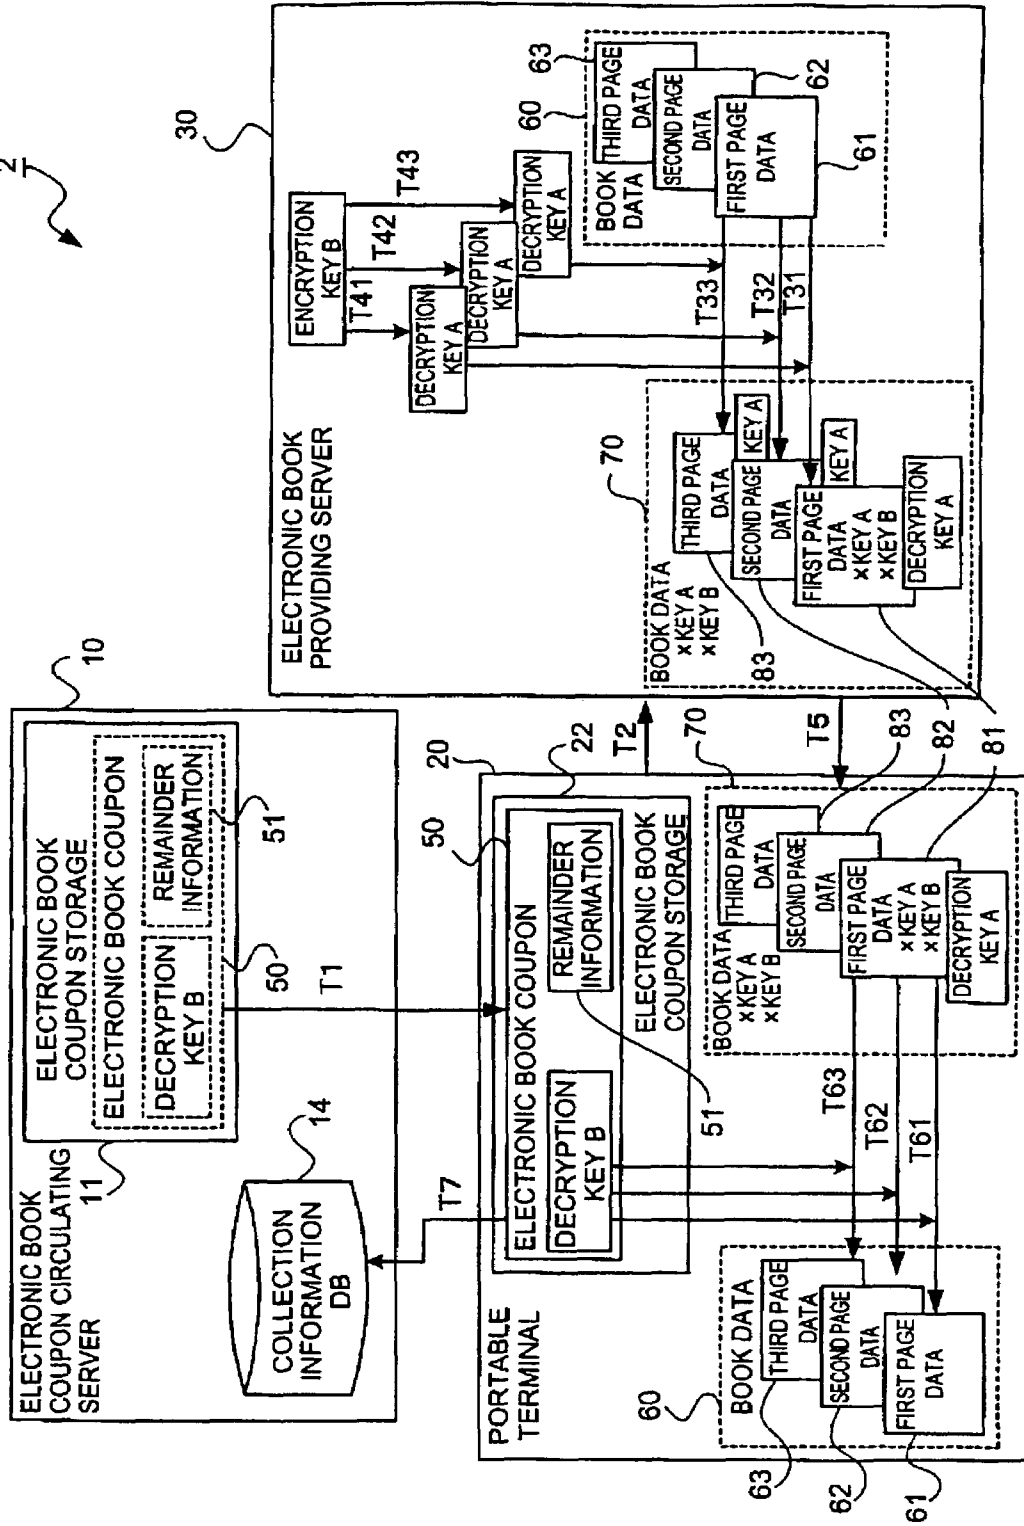 2
ELECTRONIC BOOK
COUPON CIRCULATING
SERVER
10
11
ELECTRONIC BOOK
COUPON STORAGE
ELECTRONIC BOOK COUPON
DECRYPTION
KEY B
REMAINDER
INFORMATION
51
50
14
COLLECTION
INFORMATION
DB
T1
T7
PORTABLE
TERMINAL
20
22
50
ELECTRONIC BOOK COUPON
DECRYPTION
KEY B
REMAINDER
INFORMATION
51
ELECTRONIC BOOK
COUPON STORAGE
T2
T5
70
BOOK DATA
×KEY A
×KEY B
THIRD PAGE
DATA
SECOND PAGE
DATA
FIRST PAGE
DATA
×KEY A
×KEY B
DECRYPTION
KEY A
83
82
81
T63
T62
T61
60
BOOK DATA
THIRD PAGE
DATA
SECOND PAGE
DATA
FIRST PAGE
DATA
63
62
61
30
ELECTRONIC BOOK
PROVIDING SERVER
ENCRYPTION
KEY B
T41
T42
T43
DECRYPTION
KEY A
DECRYPTION
KEY A
DECRYPTION
KEY A
60
BOOK
DATA
63
THIRD PAGE
DATA
SECOND PAGE
DATA
62
FIRST PAGE
DATA
61
T33
T32
T31
70
BOOK DATA
×KEY A
×KEY B
THIRD PAGE
DATA
KEY A
SECOND PAGE
DATA
KEY A
FIRST PAGE
DATA
×KEY A
×KEY B
DECRYPTION
KEY A
83
82
81